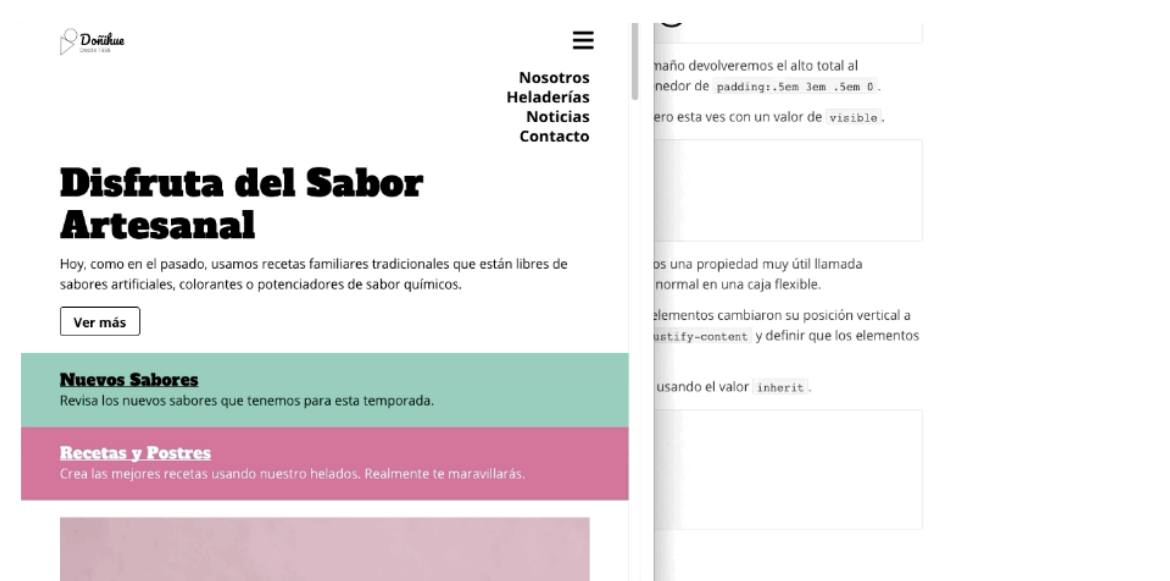 Doñihue
Desde 1958
Nosotros
Heladerías
Noticias
Contacto
Disfruta del Sabor
Artesanal
Hoy, como en el pasado, usamos recetas familiares tradicionales que están libres de
sabores artificiales, colorantes o potenciadores de sabor químicos.
Ver más
Nuevos Sabores
Revisa los nuevos sabores que tenemos para esta temporada.
Recetas y Postres
Crea las mejores recetas usando nuestro helados. Realmente te maravillarás.
maño devolveremos el alto total al
nedor de padding:.5em 3em .5em 0.
ero esta ves con un valor de visible.
os una propiedad muy útil llamada
normal en una caja flexible.
elementos cambiaron su posición vertical a
ustify-content y definir que los elementos
usando el valor inherit.